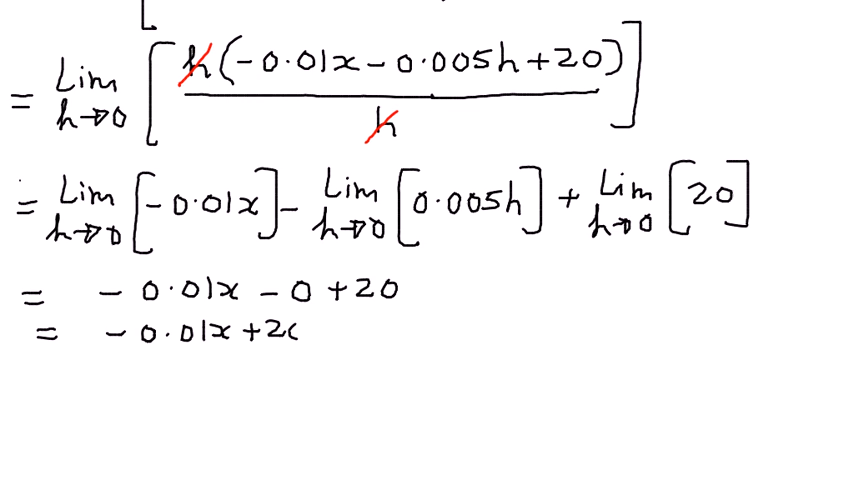 = Lim h→0 [ h(-0.01x - 0.005h + 20) / h ]
= Lim h→0 [-0.01x] - Lim h→0 [0.005h] + Lim h→0 [20]
= - 0.01x - 0 + 20
= - 0.01x + 20